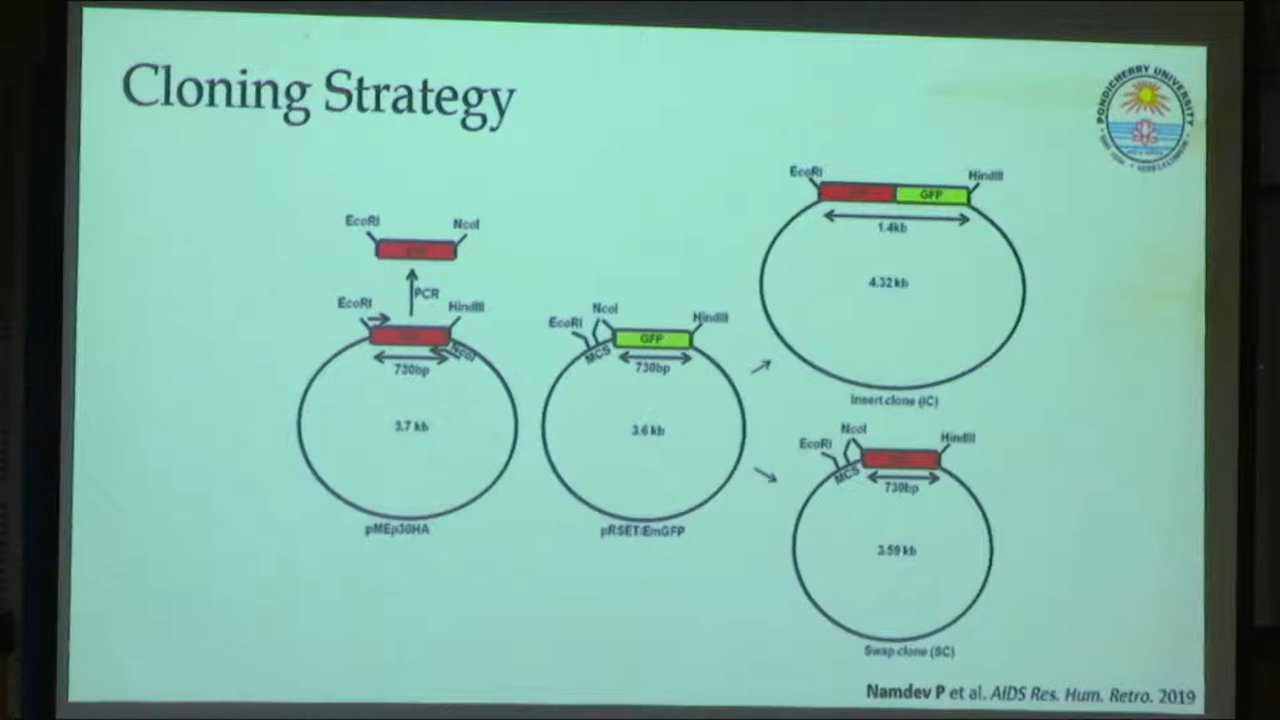 Cloning Strategy
PONDICHERRY UNIVERSITY
EcoRI
NcoI
PCR
EcoRI
HindIII
NcoI
730bp
3.7 kb
pMEp30HA
EcoRI
NcoI
HindIII
MCS
GFP
730bp
3.6 kb
pRSET/EmGFP
EcoRI
HindIII
GFP
1.4kb
4.32 kb
Insert clone (IC)
EcoRI
NcoI
HindIII
MCS
730bp
3.59 kb
Swap clone (SC)
Namdev P et al. AIDS Res. Hum. Retro. 2019